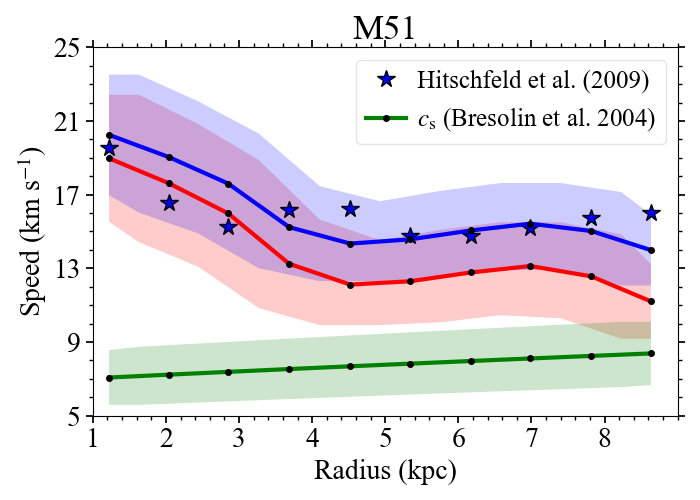 M51
25
21
17
13
9
5
Speed (km s⁻¹)
Hitschfeld et al. (2009)
cₛ (Bresolin et al. 2004)
1 2 3 4 5 6 7 8
Radius (kpc)